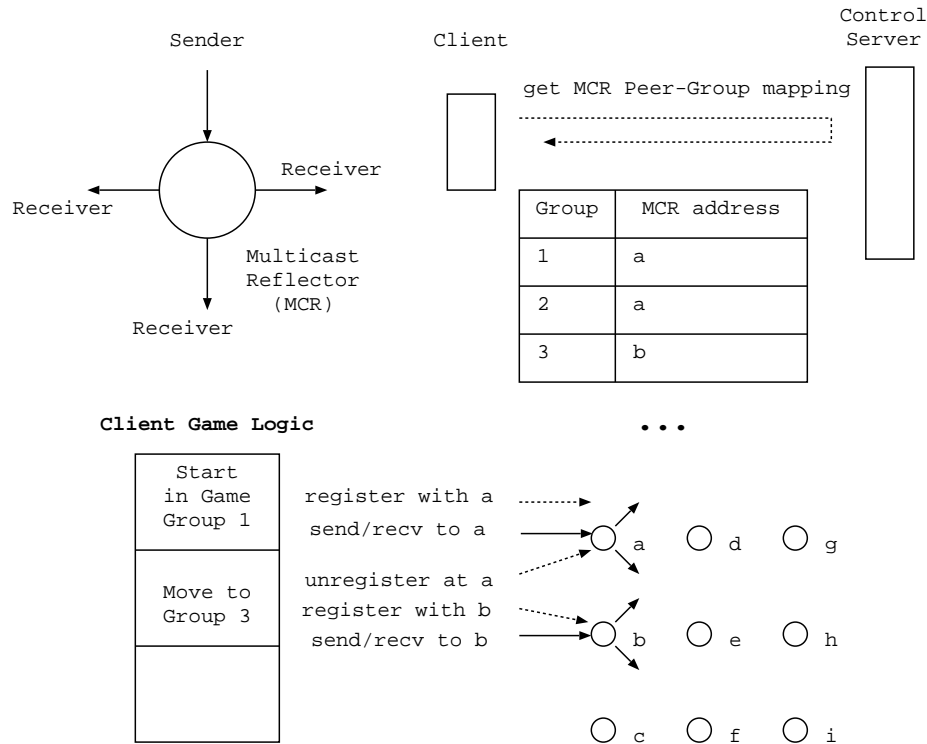 Sender
Client
Control
Server
get MCR Peer-Group mapping
Receiver
Receiver
Multicast
Reflector
(MCR)
Receiver
Group MCR address
1 a
2 a
3 b
...
Client Game Logic
Start
in Game
Group 1
Move to
Group 3
register with a
send/recv to a
unregister at a
register with b
send/recv to b
a d g
b e h
c f i